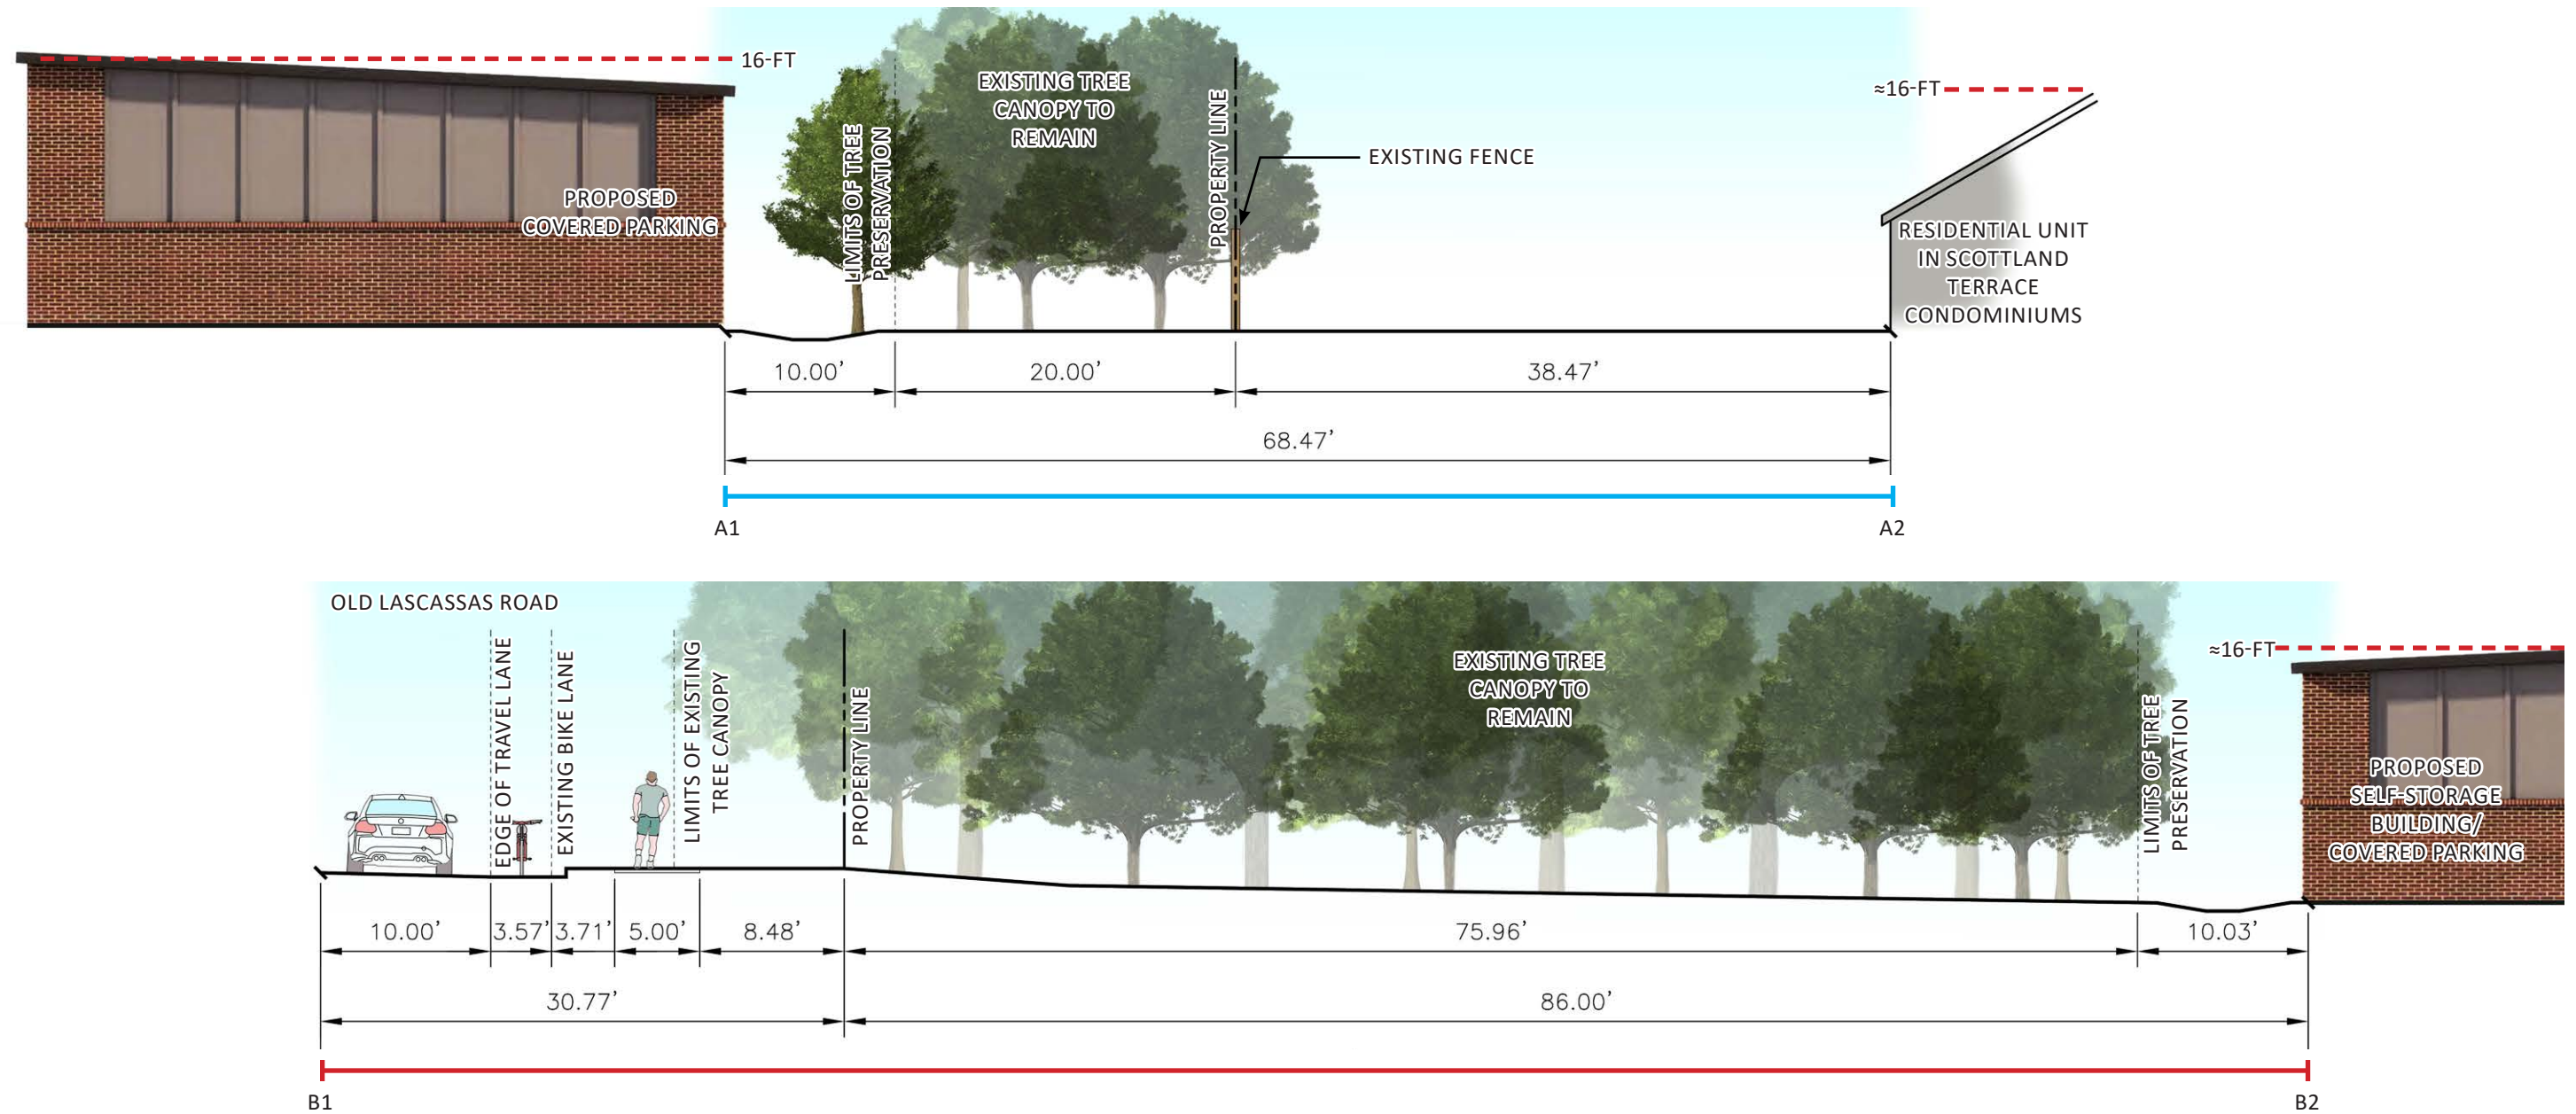 16-FT
EXISTING TREE
CANOPY TO
REMAIN
LIMITS OF TREE
PRESERVATION
PROPERTY LINE
EXISTING FENCE
≈16-FT
PROPOSED
COVERED PARKING
RESIDENTIAL UNIT
IN SCOTTLAND
TERRACE
CONDOMINIUMS
10.00’
20.00’
38.47’
68.47’
A1
A2
OLD LASCASSAS ROAD
EDGE OF TRAVEL LANE
EXISTING BIKE LANE
LIMITS OF EXISTING
TREE CANOPY
PROPERTY LINE
EXISTING TREE
CANOPY TO
REMAIN
LIMITS OF TREE
PRESERVATION
≈16-FT
PROPOSED
SELF-STORAGE
BUILDING/
COVERED PARKING
10.00’
3.57’
3.71’
5.00’
8.48’
75.96’
10.03’
30.77’
86.00’
B1
B2